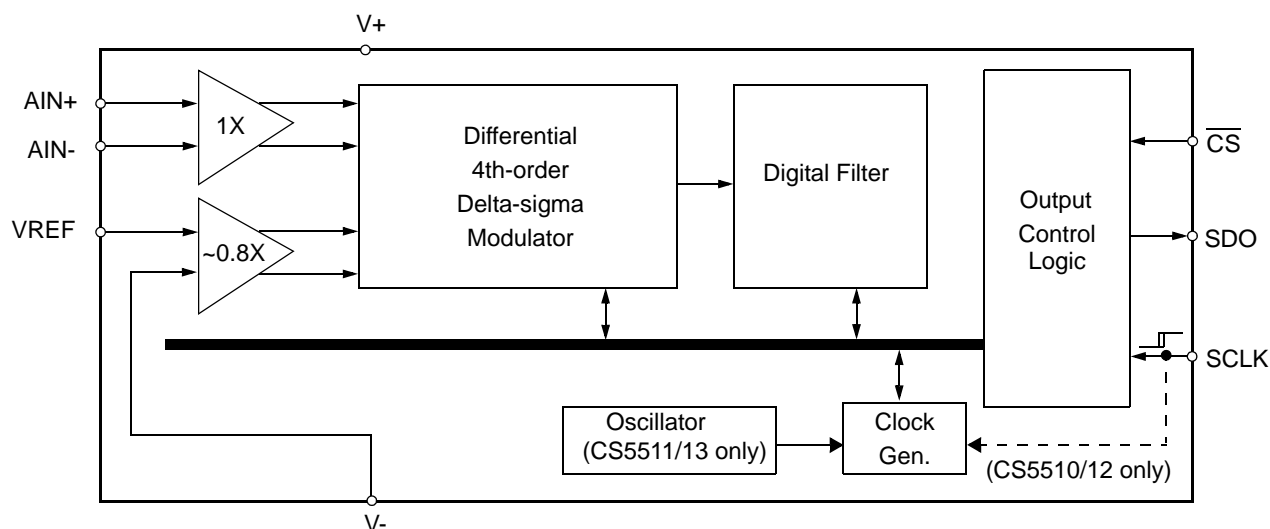 V+
AIN+
AIN-
VREF
1X
~0.8X
Differential
4th-order
Delta-sigma
Modulator
Digital Filter
Output
Control
Logic
CS
SDO
SCLK
Oscillator
(CS5511/13 only)
Clock
Gen.
(CS5510/12 only)
V-